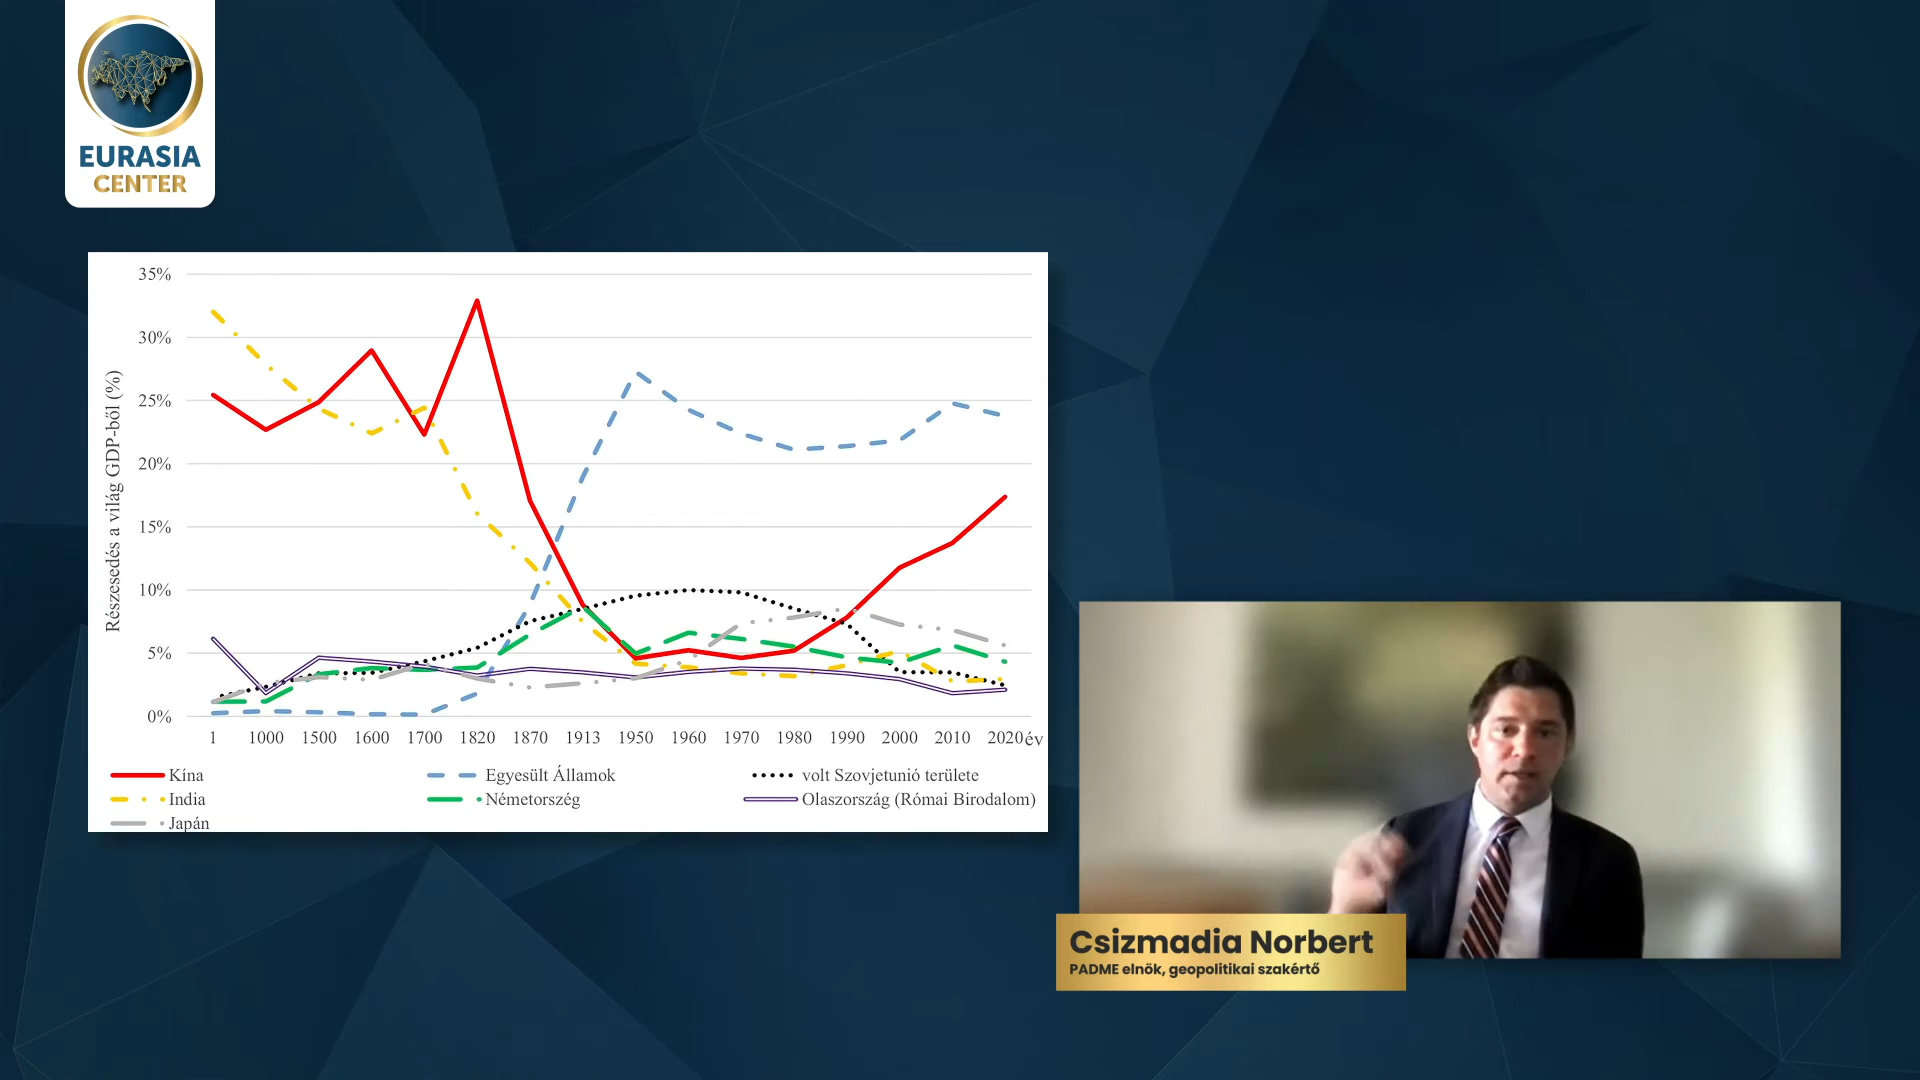 EURASIA
CENTER
Részesedés a világ GDP-ből (%)
35%
30%
25%
20%
15%
10%
5%
0%
1 1000 1500 1600 1700 1820 1870 1913 1950 1960 1970 1980 1990 2000 2010 2020 év
Kína Egyesült Államok volt Szovjetunió területe
India Németorszég Olaszország (Római Birodalom)
Japán
Csizmadia Norbert
PADME elnök, geopolitikai szakértő